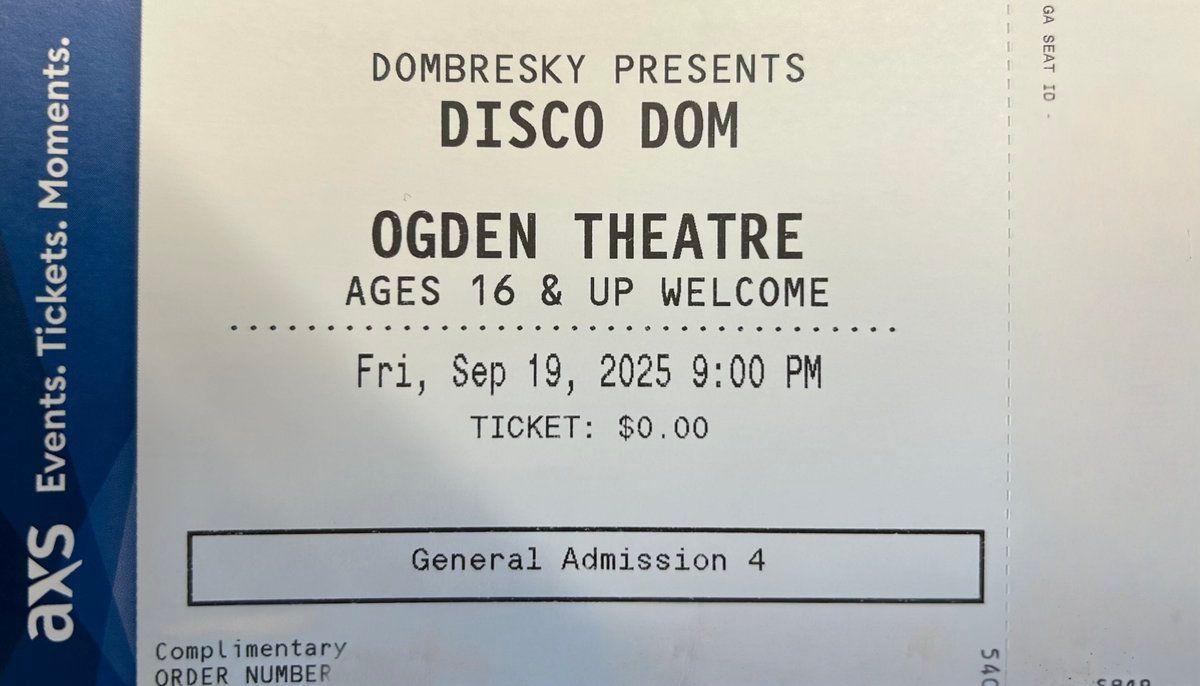 axs Events. Tickets. Moments.
DOMBRESKY PRESENTS
DISCO DOM
OGDEN THEATRE
AGES 16 & UP WELCOME
Fri, Sep 19, 2025 9:00 PM
TICKET: $0.00
General Admission 4
Complimentary
ORDER NUMBER
GA SEAT ID -